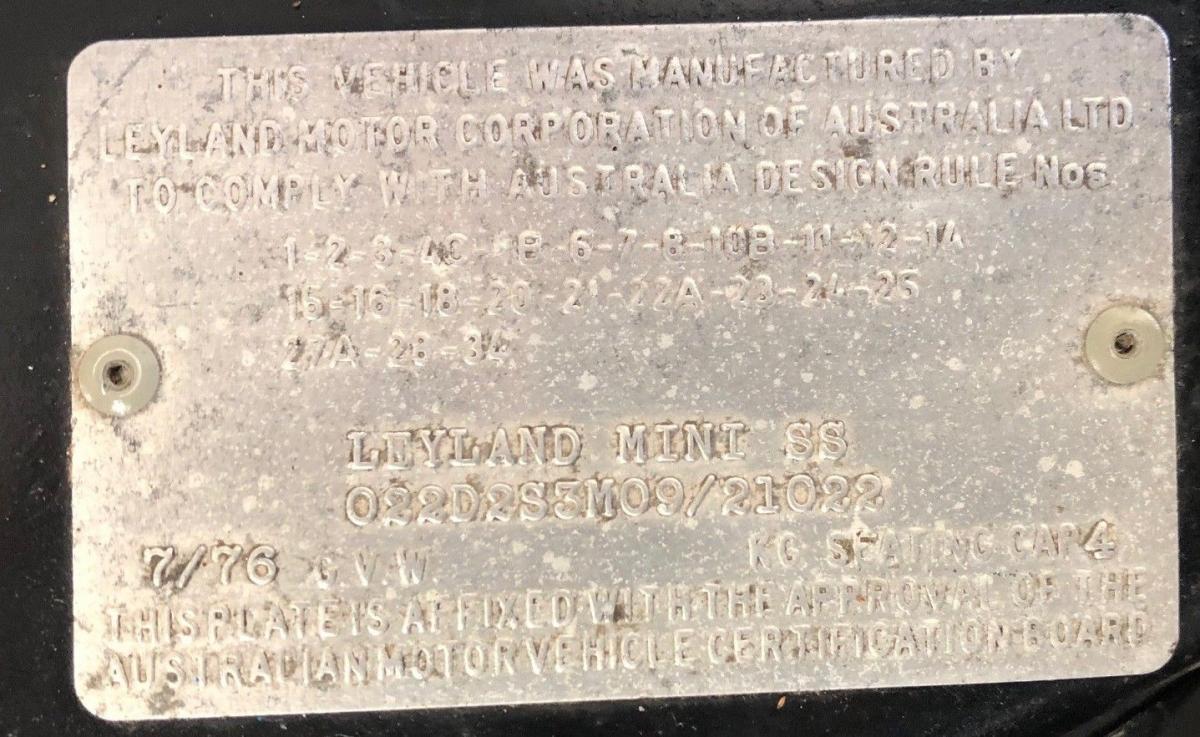 THIS VEHICLE WAS MANUFACTURED BY
LEYLAND MOTOR CORPORATION OF AUSTRALIA LTD
TO COMPLY WITH AUSTRALIA DESIGN RULE Nos
1-2-3-4C- -6-7-8-10B-11-12-1A
15-16-18-20-21-22A-23-24-25
27A-28-34
LEYLAND MINI SS
022D2S3M09/21022
7/76 G.V.W. KG. SEATING CAP 4
THIS PLATE IS AFFIXED WITH THE APPROVAL OF THE
AUSTRALIAN MOTOR VEHICLE CERTIFICATION BOARD